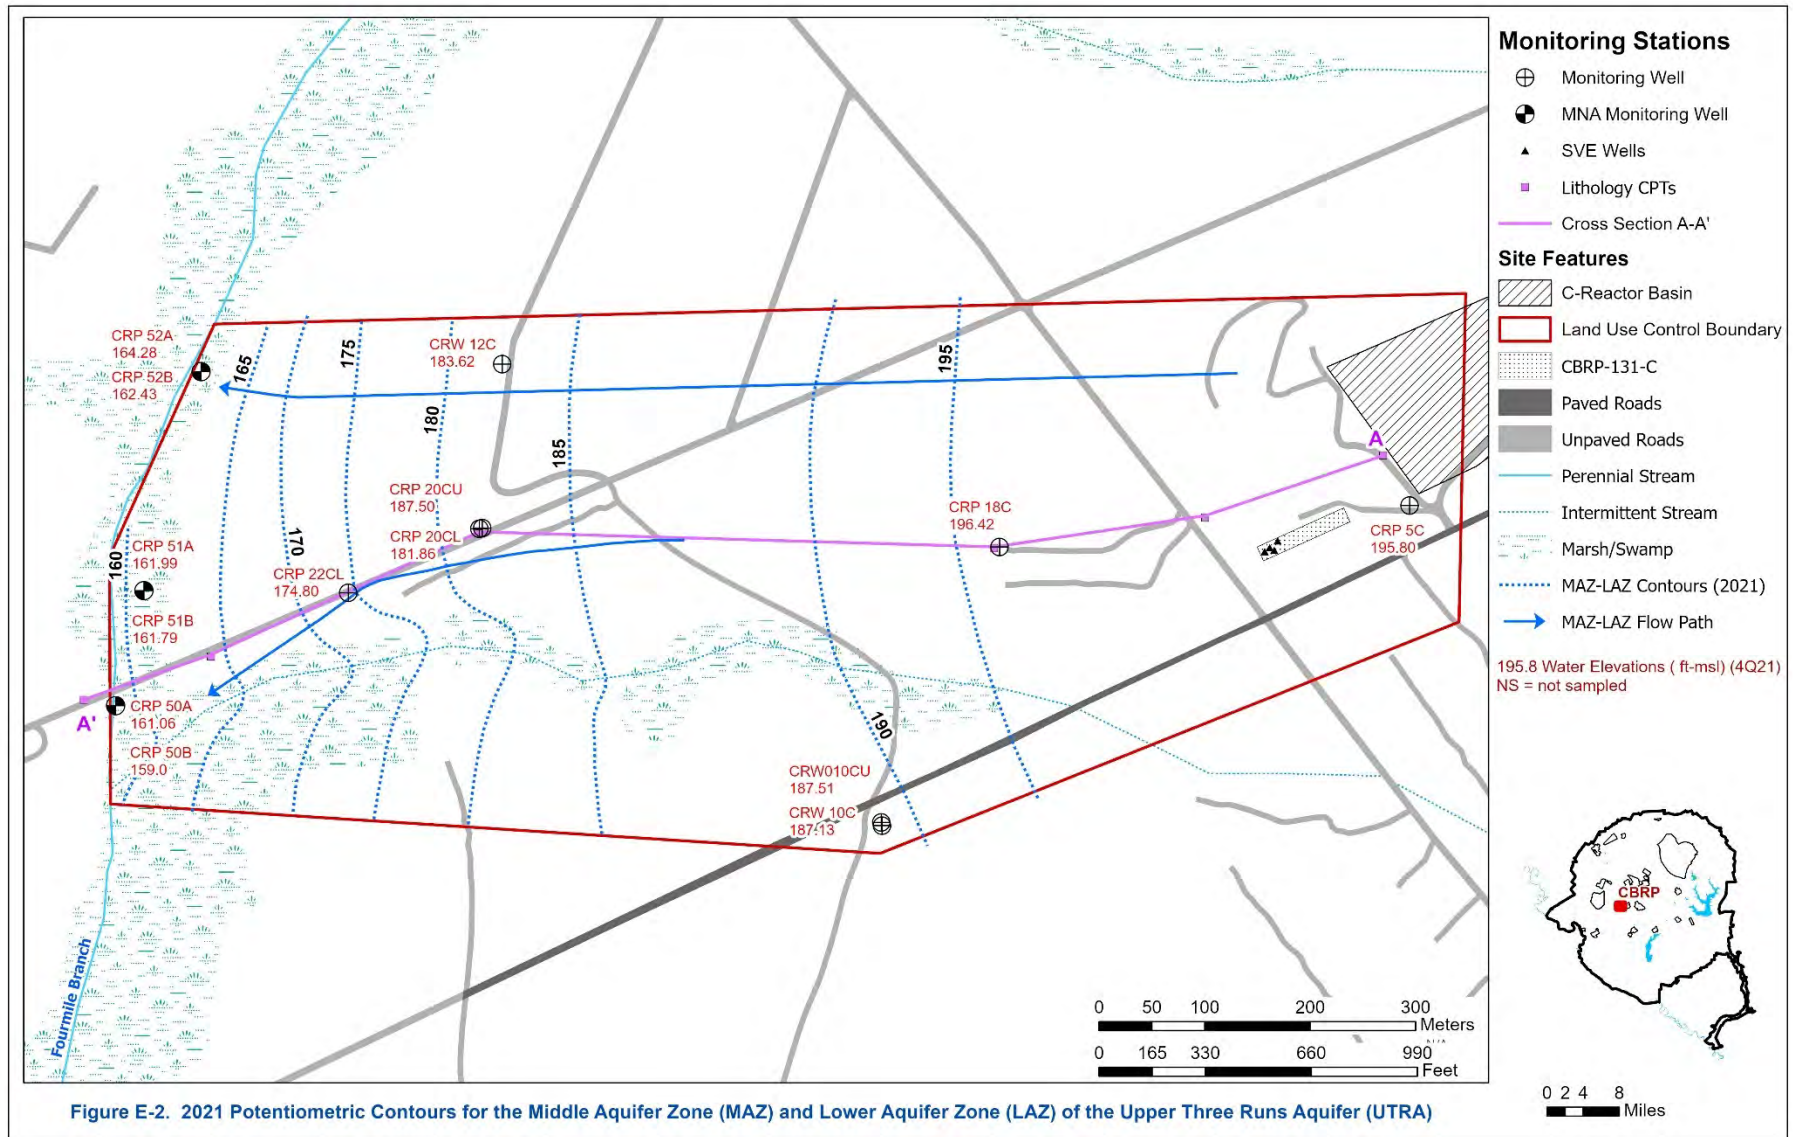 CRP 52A
164.28
CRP 52B
162.43
165
175
CRW 12C
183.62
180
185
195
CRP 20CU
187.50
CRP 20CL
181.86
CRP 18C
196.42
A
CRP 5C
195.80
160
CRP 51A
161.99
170
CRP 22CL
174.80
CRP 51B
161.79
A'
CRP 50A
161.06
CRP 50B
159.0
190
CRW010CU
187.51
CRW 10C
187.13
Fourmile Branch
0 50 100 200 300
Meters
0 165 330 660 990
Feet
Monitoring Stations
Monitoring Well
MNA Monitoring Well
SVE Wells
Lithology CPTs
Cross Section A-A'
Site Features
C-Reactor Basin
Land Use Control Boundary
CBRP-131-C
Paved Roads
Unpaved Roads
Perennial Stream
Intermittent Stream
Marsh/Swamp
MAZ-LAZ Contours (2021)
MAZ-LAZ Flow Path
195.8 Water Elevations ( ft-msl) (4Q21)
NS = not sampled
CBRP
0 2 4 8
Miles
Figure E-2. 2021 Potentiometric Contours for the Middle Aquifer Zone (MAZ) and Lower Aquifer Zone (LAZ) of the Upper Three Runs Aquifer (UTRA)